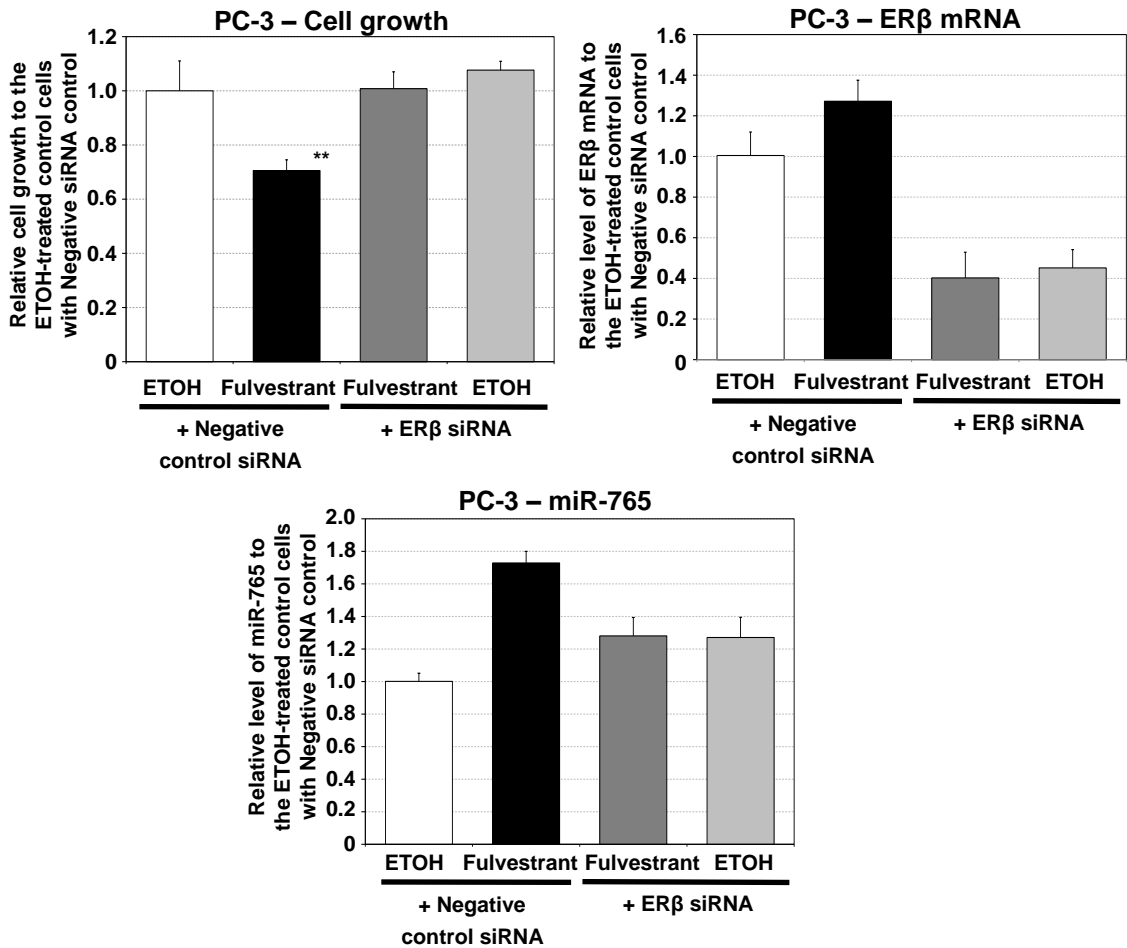 PC-3 – Cell growth
Relative cell growth to the
ETOH-treated control cells
with Negative siRNA control
1.2
1.0
0.8
0.6
0.4
0.2
0
**
ETOH Fulvestrant Fulvestrant ETOH
+ Negative
control siRNA
+ ERβ siRNA
PC-3 – ERβ mRNA
Relative level of ERβ mRNA to
the ETOH-treated control cells
with Negative siRNA control
1.6
1.4
1.2
1.0
0.8
0.6
0.4
0.2
0
ETOH Fulvestrant Fulvestrant ETOH
+ Negative
control siRNA
+ ERβ siRNA
PC-3 – miR-765
Relative level of miR-765 to
the ETOH-treated control cells
with Negative siRNA control
2.0
1.8
1.6
1.4
1.2
1.0
0.8
0.6
0.4
0.2
0
ETOH Fulvestrant Fulvestrant ETOH
+ Negative
control siRNA
+ ERβ siRNA